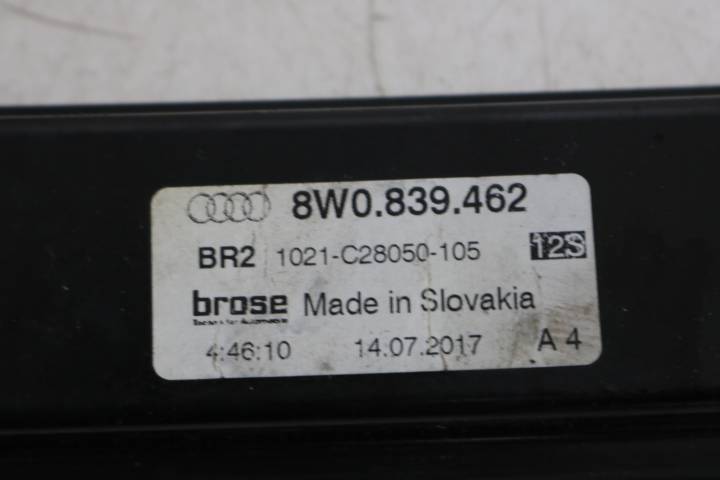 8W0.839.462
BR2 1021-C28050-105 12S
brose Made in Slovakia
4:46:10 14.07.2017 A 4